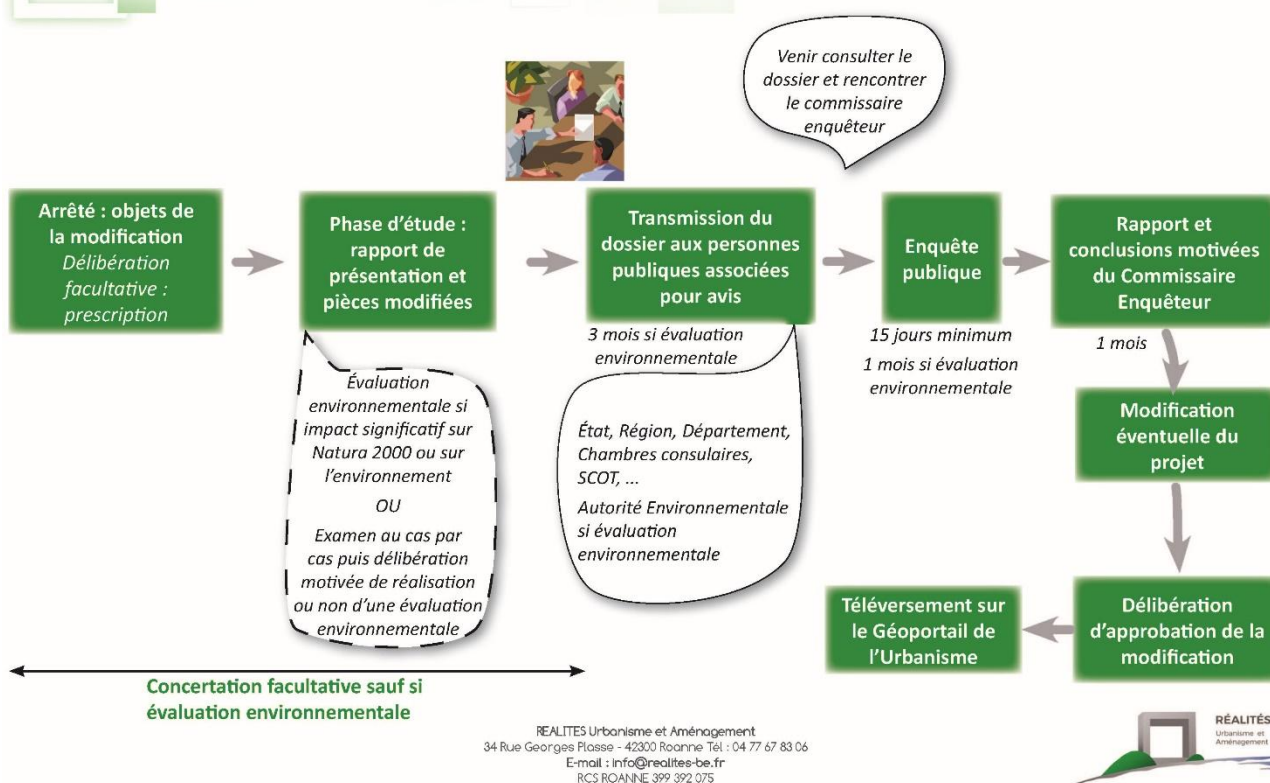 Venir consulter le
dossier et rencontrer
le commissaire
enquêteur
Arrêté : objets de
la modification
Délibération
facultative :
prescription
Phase d'étude :
rapport de
présentation et
pièces modifiées
Transmission du
dossier aux personnes
publiques associées
pour avis
Enquête
publique
Rapport et
conclusions motivées
du Commissaire
Enquêteur
3 mois si évaluation
environnementale
15 jours minimum
1 mois si évaluation
environnementale
1 mois
Évaluation
environnementale si
impact significatif sur
Natura 2000 ou sur
l'environnement
OU
Examen au cas par
cas puis délibération
motivée de réalisation
ou non d'une évaluation
environnementale
État, Région, Département,
Chambres consulaires,
SCOT, ...
Autorité Environnementale
si évaluation
environnementale
Modification
éventuelle du
projet
Délibération
d'approbation de la
modification
Téléversement sur
le Géoportail de
l'Urbanisme
Concertation facultative sauf si
évaluation environnementale
REALITES Urbanisme et Aménagement
34 Rue Georges Plasse - 42300 Roanne Tél : 04 77 67 83 06
E-mail : info@realites-be.fr
RCS ROANNE 399 392 075
RÉALITÉS
Urbanisme et
Aménagement